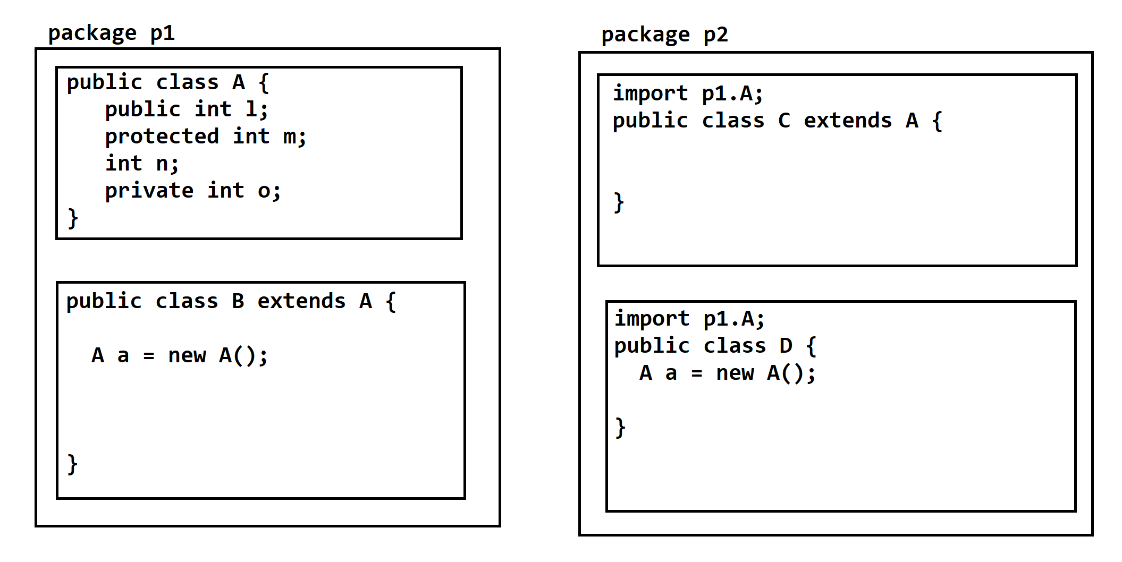 package p1
public class A {
public int l;
protected int m;
int n;
private int o;
}
public class B extends A {
A a = new A();
}
package p2
import p1.A;
public class C extends A {
}
import p1.A;
public class D {
A a = new A();
}